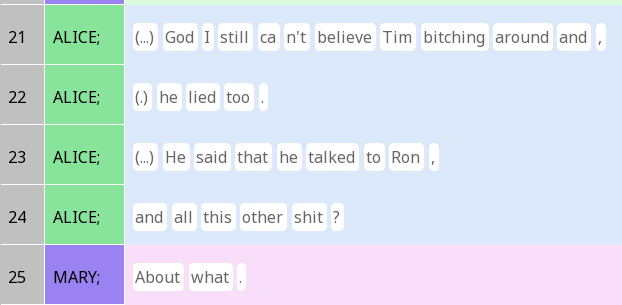 21 ALICE; (...) God I still ca n't believe Tim bitching around and ,
22 ALICE; (.) he lied too .
23 ALICE; (...) He said that he talked to Ron ,
24 ALICE; and all this other shit ?
25 MARY; About what .